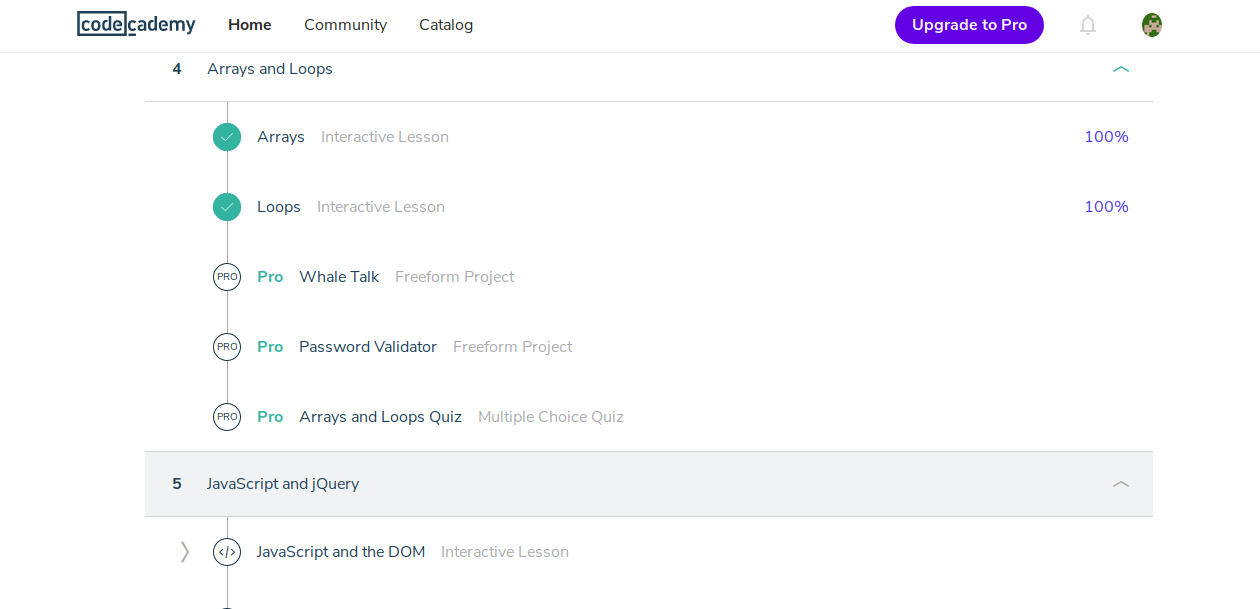 codecademy Home Community Catalog Upgrade to Pro
4 Arrays and Loops
Arrays Interactive Lesson 100%
Loops Interactive Lesson 100%
PRO Pro Whale Talk Freeform Project
PRO Pro Password Validator Freeform Project
PRO Pro Arrays and Loops Quiz Multiple Choice Quiz
5 JavaScript and jQuery
</> JavaScript and the DOM Interactive Lesson